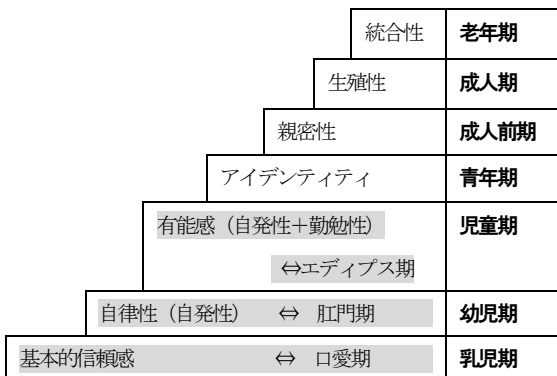 統合性 老年期
生殖性 成人期
親密性 成人前期
アイデンティティ 青年期
有能感（自発性＋勤勉性） 児童期
⇔エディプス期
自律性（自発性） ⇔ 肛門期 幼児期
基本的信頼感 ⇔ 口愛期 乳児期